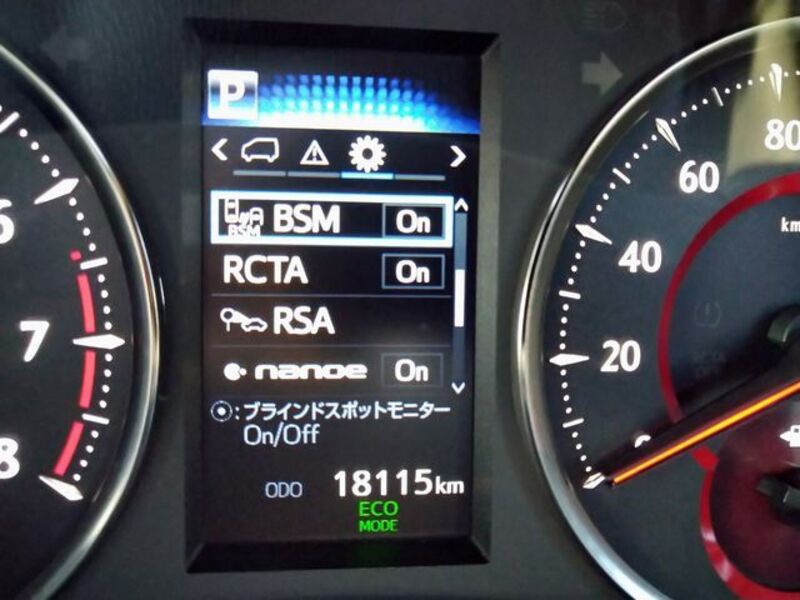 P
BSM BSM On
RCTA On
RSA
nanoe On
:ブラインドスポットモニター
On/Off
ODO 18115km
ECO
MODE
6
7
8
80
60
40
20
0
km